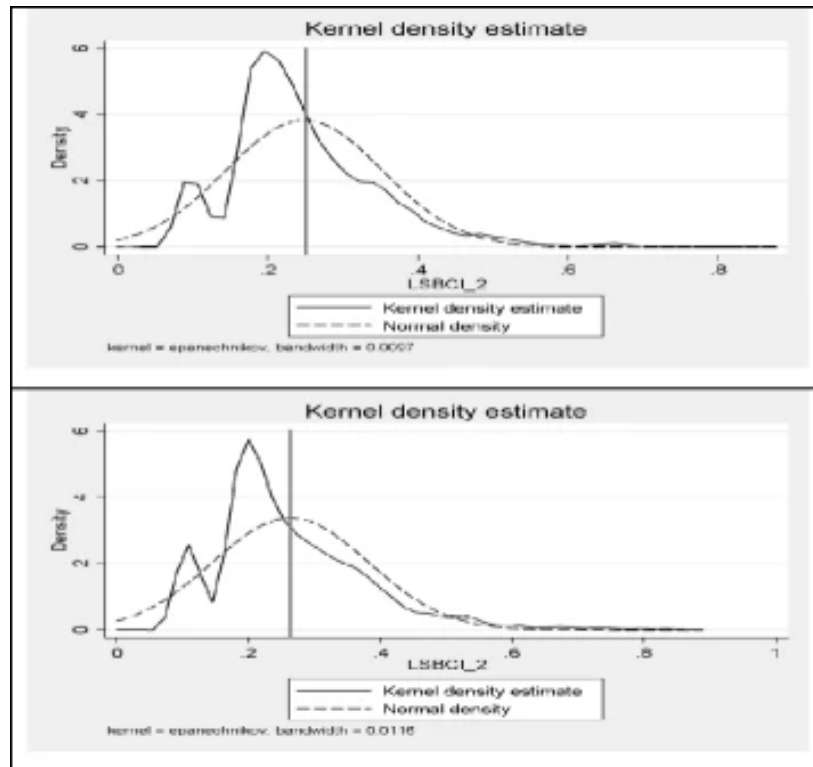 Kernel density estimate
6
4
2
0
Density
0 .2 .4 .6 .8
LSBCI_2
Kernel density estimate
Normal density
kernel = epanechnikov, bandwidth = 0.0097
Kernel density estimate
6
4
2
0
Density
0 .2 .4 .6 .8 1
LSBCI_2
Kernel density estimate
Normal density
kernel = epanechnikov, bandwidth = 0.0116